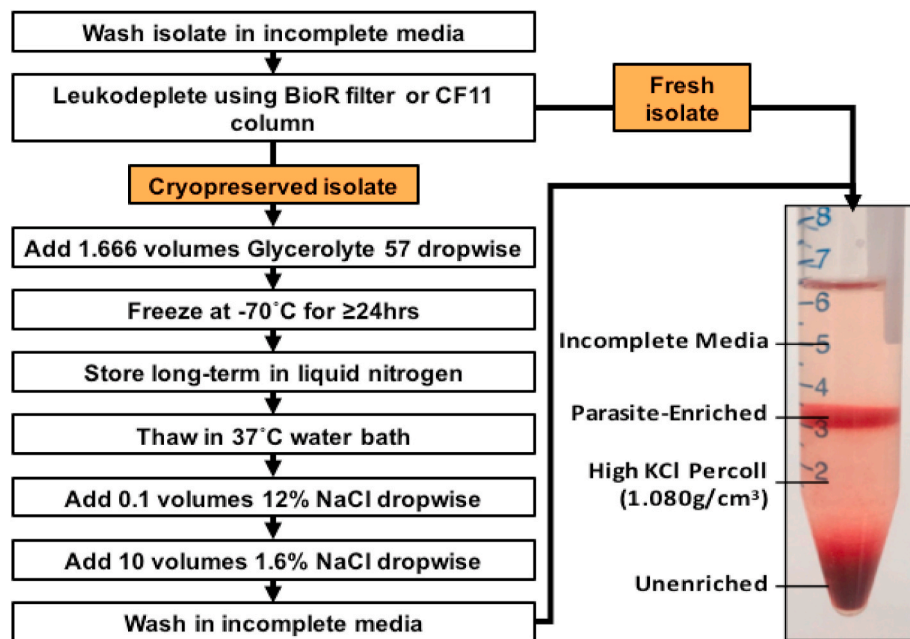 Wash isolate in incomplete media
Leukodeplete using BioR filter or CF11
column
Fresh
isolate
Cryopreserved isolate
Add 1.666 volumes Glycerolyte 57 dropwise
Freeze at -70˚C for ≥24hrs
Store long-term in liquid nitrogen
Thaw in 37˚C water bath
Add 0.1 volumes 12% NaCl dropwise
Add 10 volumes 1.6% NaCl dropwise
Wash in incomplete media
Incomplete Media
Parasite-Enriched
High KCl Percoll
(1.080g/cm³)
Unenriched
8
7
6
5
4
3
2